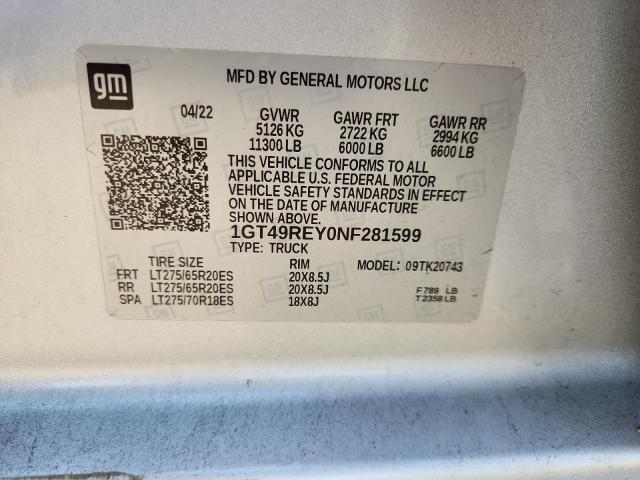 gm
MFD BY GENERAL MOTORS LLC
04/22 GVWR GAWR FRT GAWR RR
5126 KG 2722 KG 2994 KG
11300 LB 6000 LB 6600 LB
THIS VEHICLE CONFORMS TO ALL
APPLICABLE U.S. FEDERAL MOTOR
VEHICLE SAFETY STANDARDS IN EFFECT
ON THE DATE OF MANUFACTURE
SHOWN ABOVE.
1GT49REY0NF281599
TYPE: TRUCK
TIRE SIZE RIM MODEL: 09TK20743
FRT LT275/65R20ES 20X8.5J
RR LT275/65R20ES 20X8.5J F 789 LB
SPA LT275/70R18ES 18X8J T 2358 LB